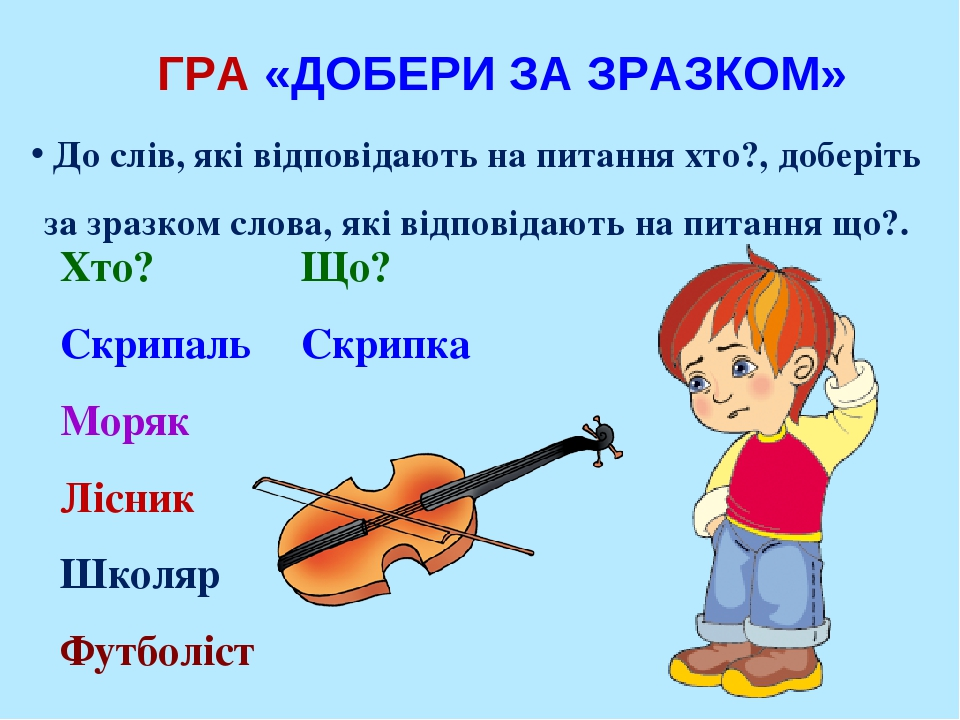 ГРА «ДОБЕРИ ЗА ЗРАЗКОМ»
• До слів, які відповідають на питання хто?, доберіть
за зразком слова, які відповідають на питання що?.
Хто? Що?
Скрипаль Скрипка
Моряк
Лісник
Школяр
Футболіст